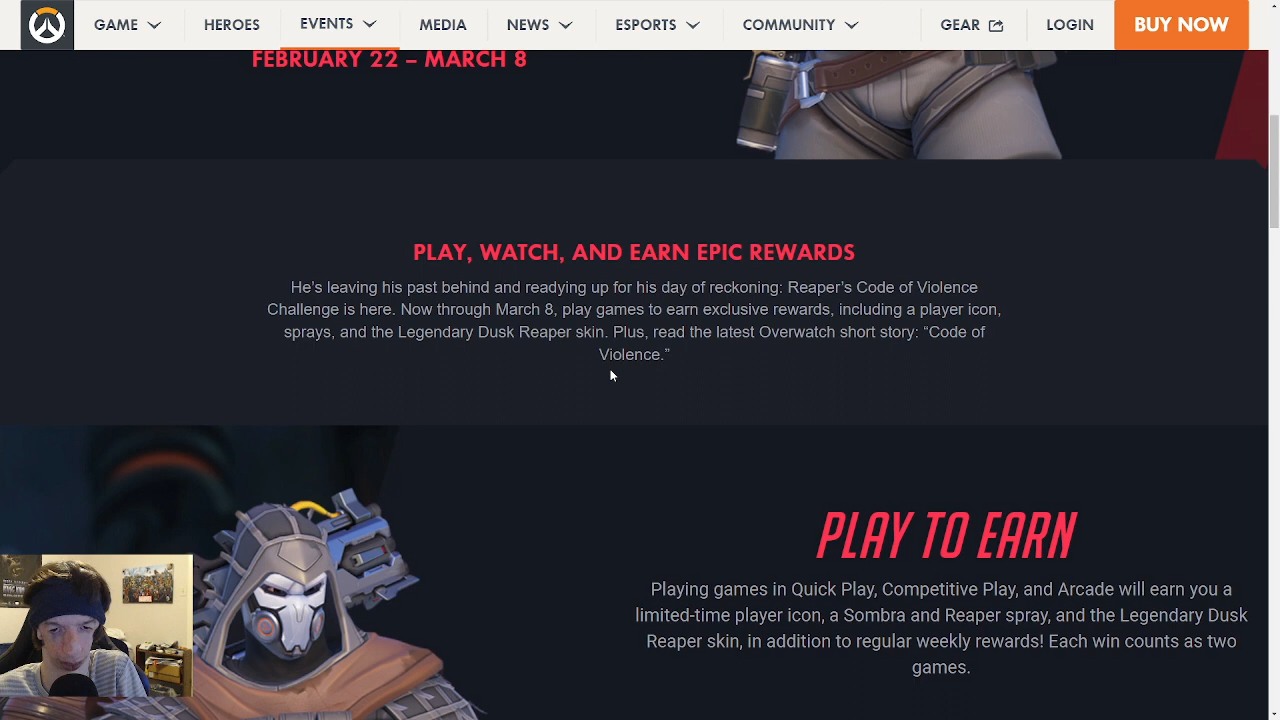 GAME HEROES EVENTS MEDIA NEWS ESPORTS COMMUNITY GEAR LOGIN BUY NOW
FEBRUARY 22 – MARCH 8
PLAY, WATCH, AND EARN EPIC REWARDS
He’s leaving his past behind and readying up for his day of reckoning: Reaper’s Code of Violence
Challenge is here. Now through March 8, play games to earn exclusive rewards, including a player icon,
sprays, and the Legendary Dusk Reaper skin. Plus, read the latest Overwatch short story: “Code of
Violence.”
PLAY TO EARN
Playing games in Quick Play, Competitive Play, and Arcade will earn you a
limited-time player icon, a Sombra and Reaper spray, and the Legendary Dusk
Reaper skin, in addition to regular weekly rewards! Each win counts as two
games.